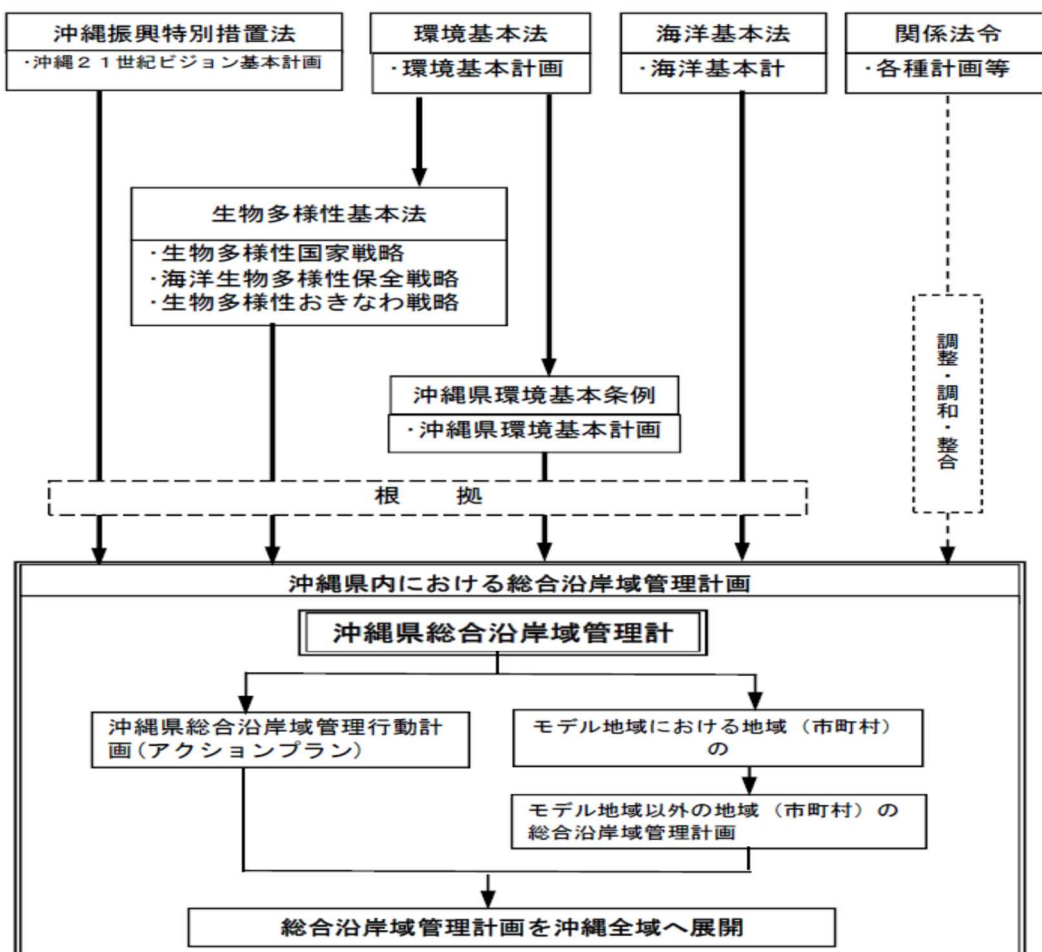 沖縄振興特別措置法
・沖縄21世紀ビジョン基本計画
環境基本法
・環境基本計画
海洋基本法
・海洋基本計
関係法令
・各種計画等
生物多様性基本法
・生物多様性国家戦略
・海洋生物多様性保全戦略
・生物多様性おきなわ戦略
沖縄県環境基本条例
・沖縄県環境基本計画
調整・調和・整合
根 拠
沖縄県内における総合沿岸域管理計画
沖縄県総合沿岸域管理計
沖縄県総合沿岸域管理行動計
画(アクションプラン)
モデル地域における地域(市町村)
の
モデル地域以外の地域(市町村)の
総合沿岸域管理計画
総合沿岸域管理計画を沖縄全域へ展開